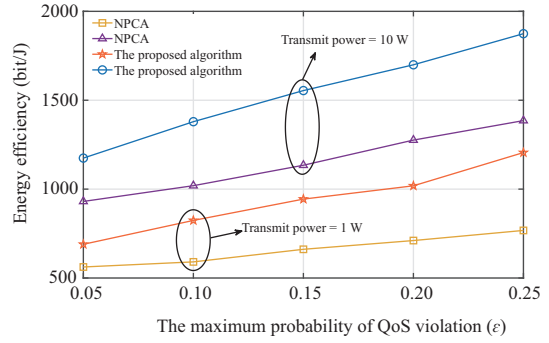 Energy efficiency (bit/J)
2000
1500
1000
500
NPCA
NPCA
The proposed algorithm
The proposed algorithm
Transmit power = 10 W
Transmit power = 1 W
0.05 0.10 0.15 0.20 0.25
The maximum probability of QoS violation (ε)